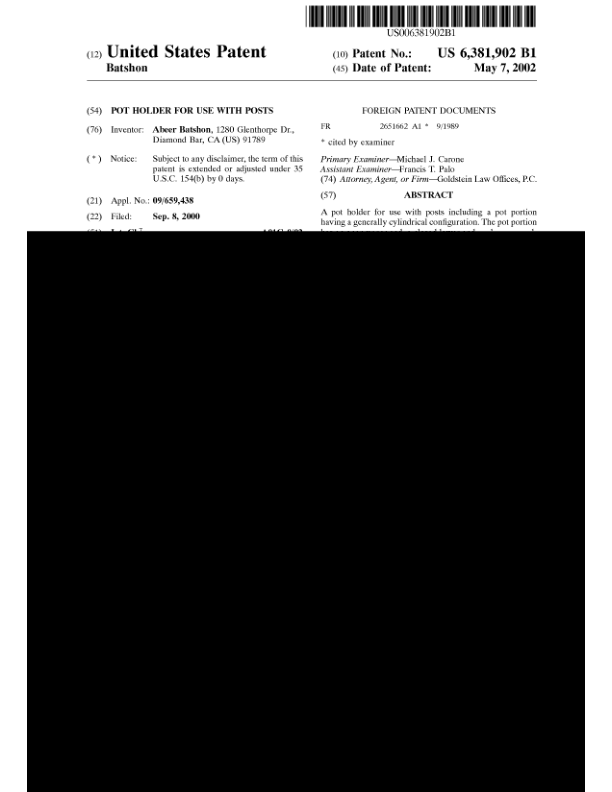 US006381902B1
(12) United States Patent
Batshon
(10) Patent No.: US 6,381,902 B1
(45) Date of Patent: May 7, 2002
(54) POT HOLDER FOR USE WITH POSTS
(76) Inventor: Abeer Batshon, 1280 Glenthorpe Dr.,
Diamond Bar, CA (US) 91789
( * ) Notice: Subject to any disclaimer, the term of this
patent is extended or adjusted under 35
U.S.C. 154(b) by 0 days.
(21) Appl. No.: 09/659,438
(22) Filed: Sep. 8, 2000
FOREIGN PATENT DOCUMENTS
FR 2651662 A1 * 9/1989
* cited by examiner
Primary Examiner—Michael J. Carone
Assistant Examiner—Francis T. Palo
(74) Attorney, Agent, or Firm—Goldstein Law Offices, P.C.
(57) ABSTRACT
A pot holder for use with posts including a pot portion
having a generally cylindrical configuration. The pot portion